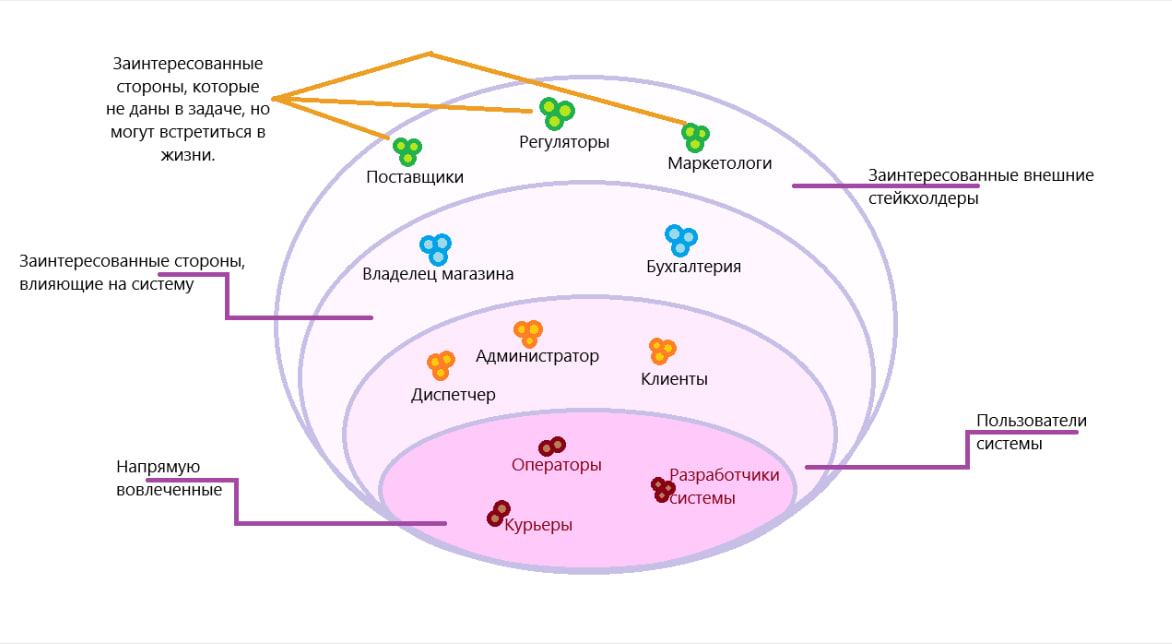 Заинтересованные
стороны, которые
не даны в задаче, но
могут встретиться в
жизни.
Регуляторы
Маркетологи
Поставщики
Заинтересованные внешние
стейкхолдеры
Заинтересованные стороны,
влияющие на систему
Владелец магазина
Бухгалтерия
Администратор
Клиенты
Диспетчер
Пользователи
системы
Напрямую
вовлеченные
Операторы
Разработчики
системы
Курьеры